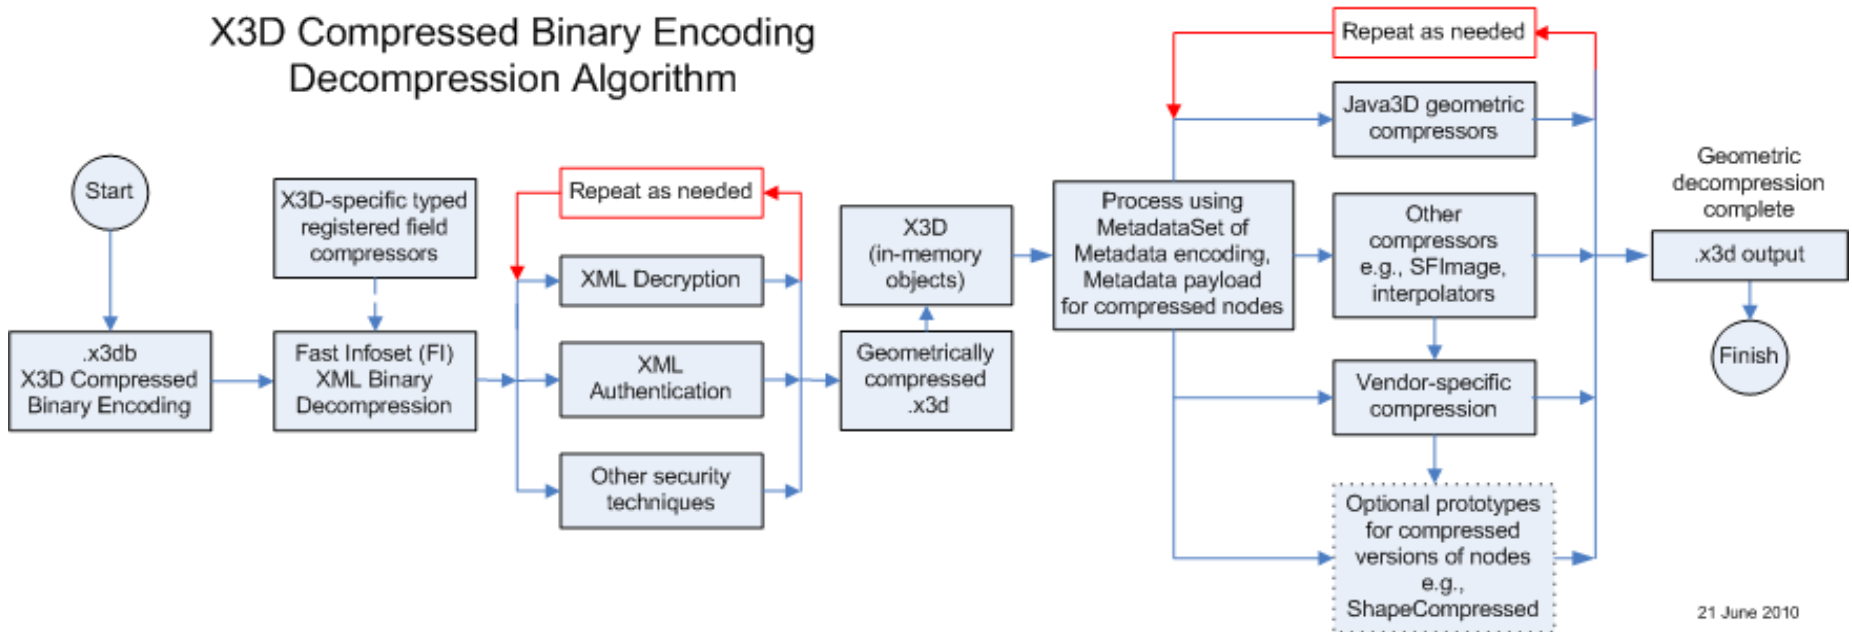 X3D Compressed Binary Encoding
Decompression Algorithm
Start
.x3db
X3D Compressed
Binary Encoding
X3D-specific typed
registered field
compressors
Fast Infoset (FI)
XML Binary
Decompression
Repeat as needed
XML Decryption
XML
Authentication
Other security
techniques
X3D
(in-memory
objects)
Geometrically
compressed
.x3d
Process using
MetadataSet of
Metadata encoding,
Metadata payload
for compressed nodes
Repeat as needed
Java3D geometric
compressors
Other
compressors
e.g., SFImage,
interpolators
Vendor-specific
compression
Optional prototypes
for compressed
versions of nodes
e.g.,
ShapeCompressed
Geometric
decompression
complete
.x3d output
Finish
21 June 2010